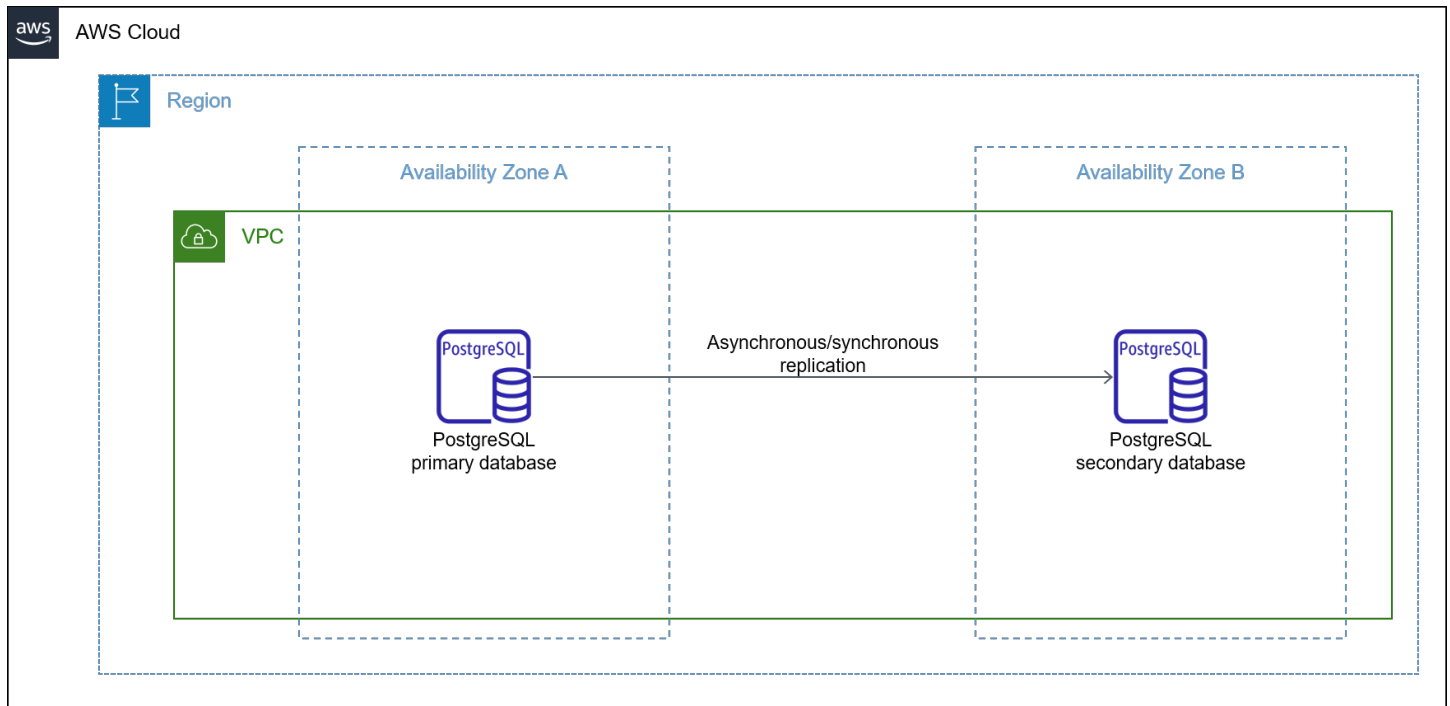 aws
AWS Cloud
Region
Availability Zone A
Availability Zone B
VPC
PostgreSQL
PostgreSQL
primary database
Asynchronous/synchronous
replication
PostgreSQL
PostgreSQL
secondary database